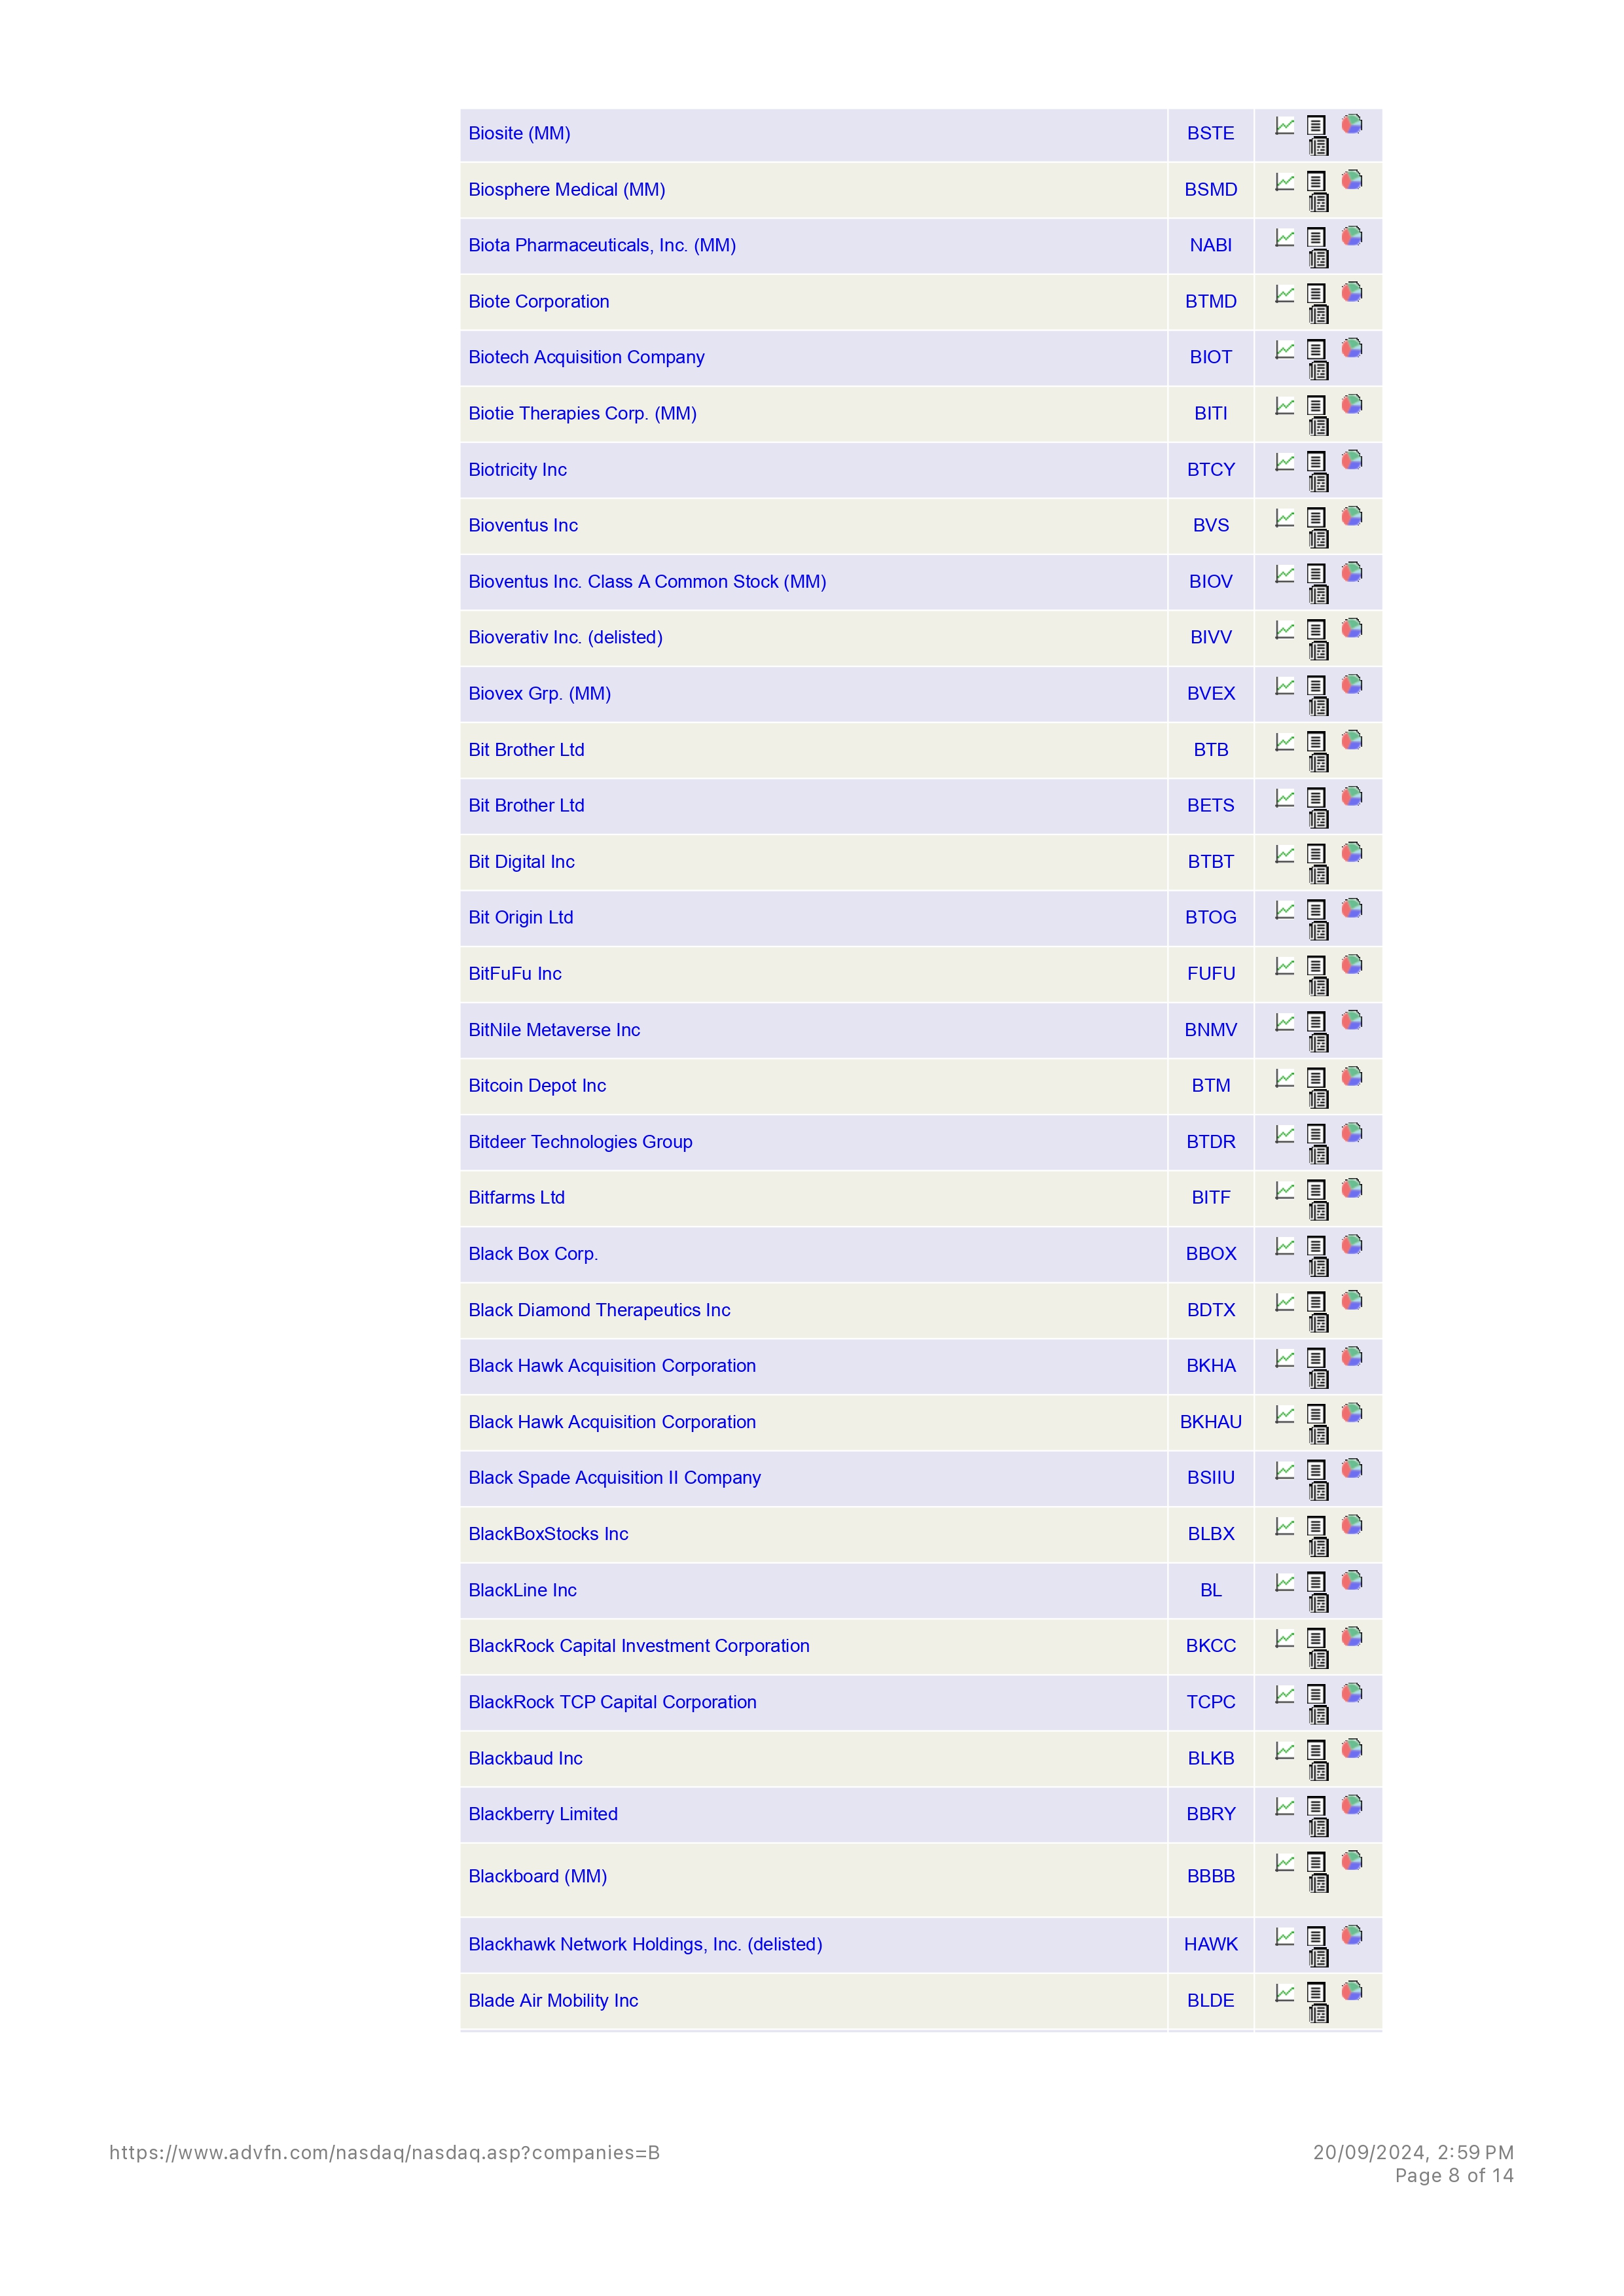 Biosite (MM) BSTE
Biosphere Medical (MM) BSMD
Biota Pharmaceuticals, Inc. (MM) NABI
Biote Corporation BTMD
Biotech Acquisition Company BIOT
Biotie Therapies Corp. (MM) BITI
Biotricity Inc BTCY
Bioventus Inc BVS
Bioventus Inc. Class A Common Stock (MM) BIOV
Bioverativ Inc. (delisted) BIVV
Biovex Grp. (MM) BVEX
Bit Brother Ltd BTB
Bit Brother Ltd BETS
Bit Digital Inc BTBT
Bit Origin Ltd BTOG
BitFuFu Inc FUFU
BitNile Metaverse Inc BNMV
Bitcoin Depot Inc BTM
Bitdeer Technologies Group BTDR
Bitfarms Ltd BITF
Black Box Corp. BBOX
Black Diamond Therapeutics Inc BDTX
Black Hawk Acquisition Corporation BKHA
Black Hawk Acquisition Corporation BKHAU
Black Spade Acquisition II Company BSIIU
BlackBoxStocks Inc BLBX
BlackLine Inc BL
BlackRock Capital Investment Corporation BKCC
BlackRock TCP Capital Corporation TCPC
Blackbaud Inc BLKB
Blackberry Limited BBRY
Blackboard (MM) BBBB
Blackhawk Network Holdings, Inc. (delisted) HAWK
Blade Air Mobility Inc BLDE
https://www.advfn.com/nasdaq/nasdaq.asp?companies=B 20/09/2024, 2:59 PM
Page 8 of 14